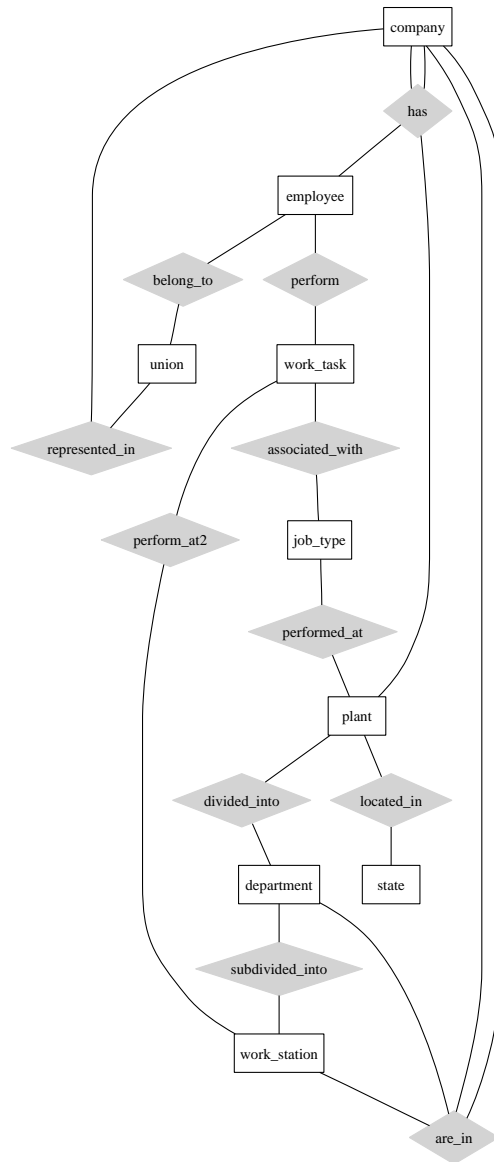 company
has
employee
belong_to
perform
union
work_task
represented_in
associated_with
perform_at2
job_type
performed_at
plant
divided_into
located_in
department
state
subdivided_into
work_station
are_in